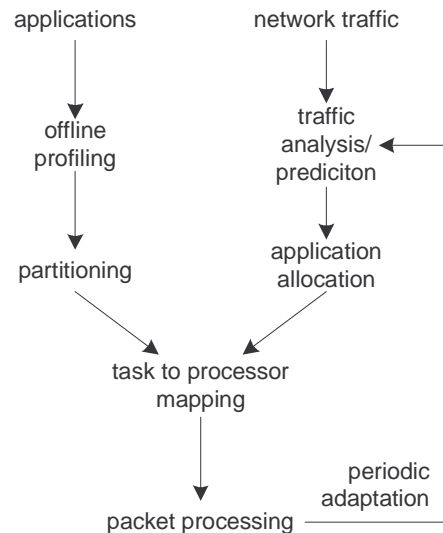 applications
network traffic
offline
profiling
traffic
analysis/
prediciton
partitioning
application
allocation
task to processor
mapping
periodic
adaptation
packet processing